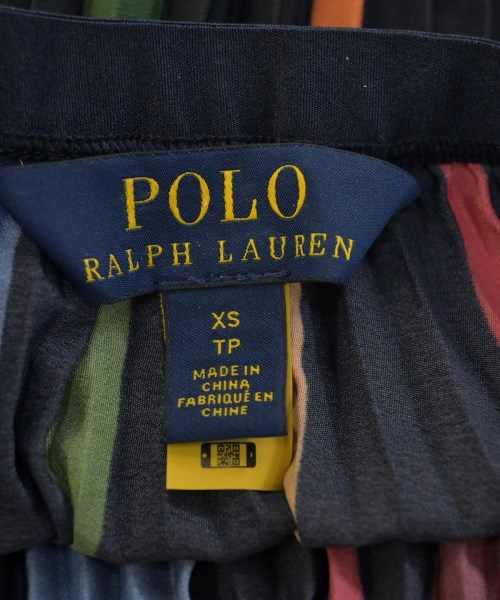 POLO
RALPH LAUREN
XS
TP
MADE IN
CHINA
FABRIQUÉ EN
CHINE